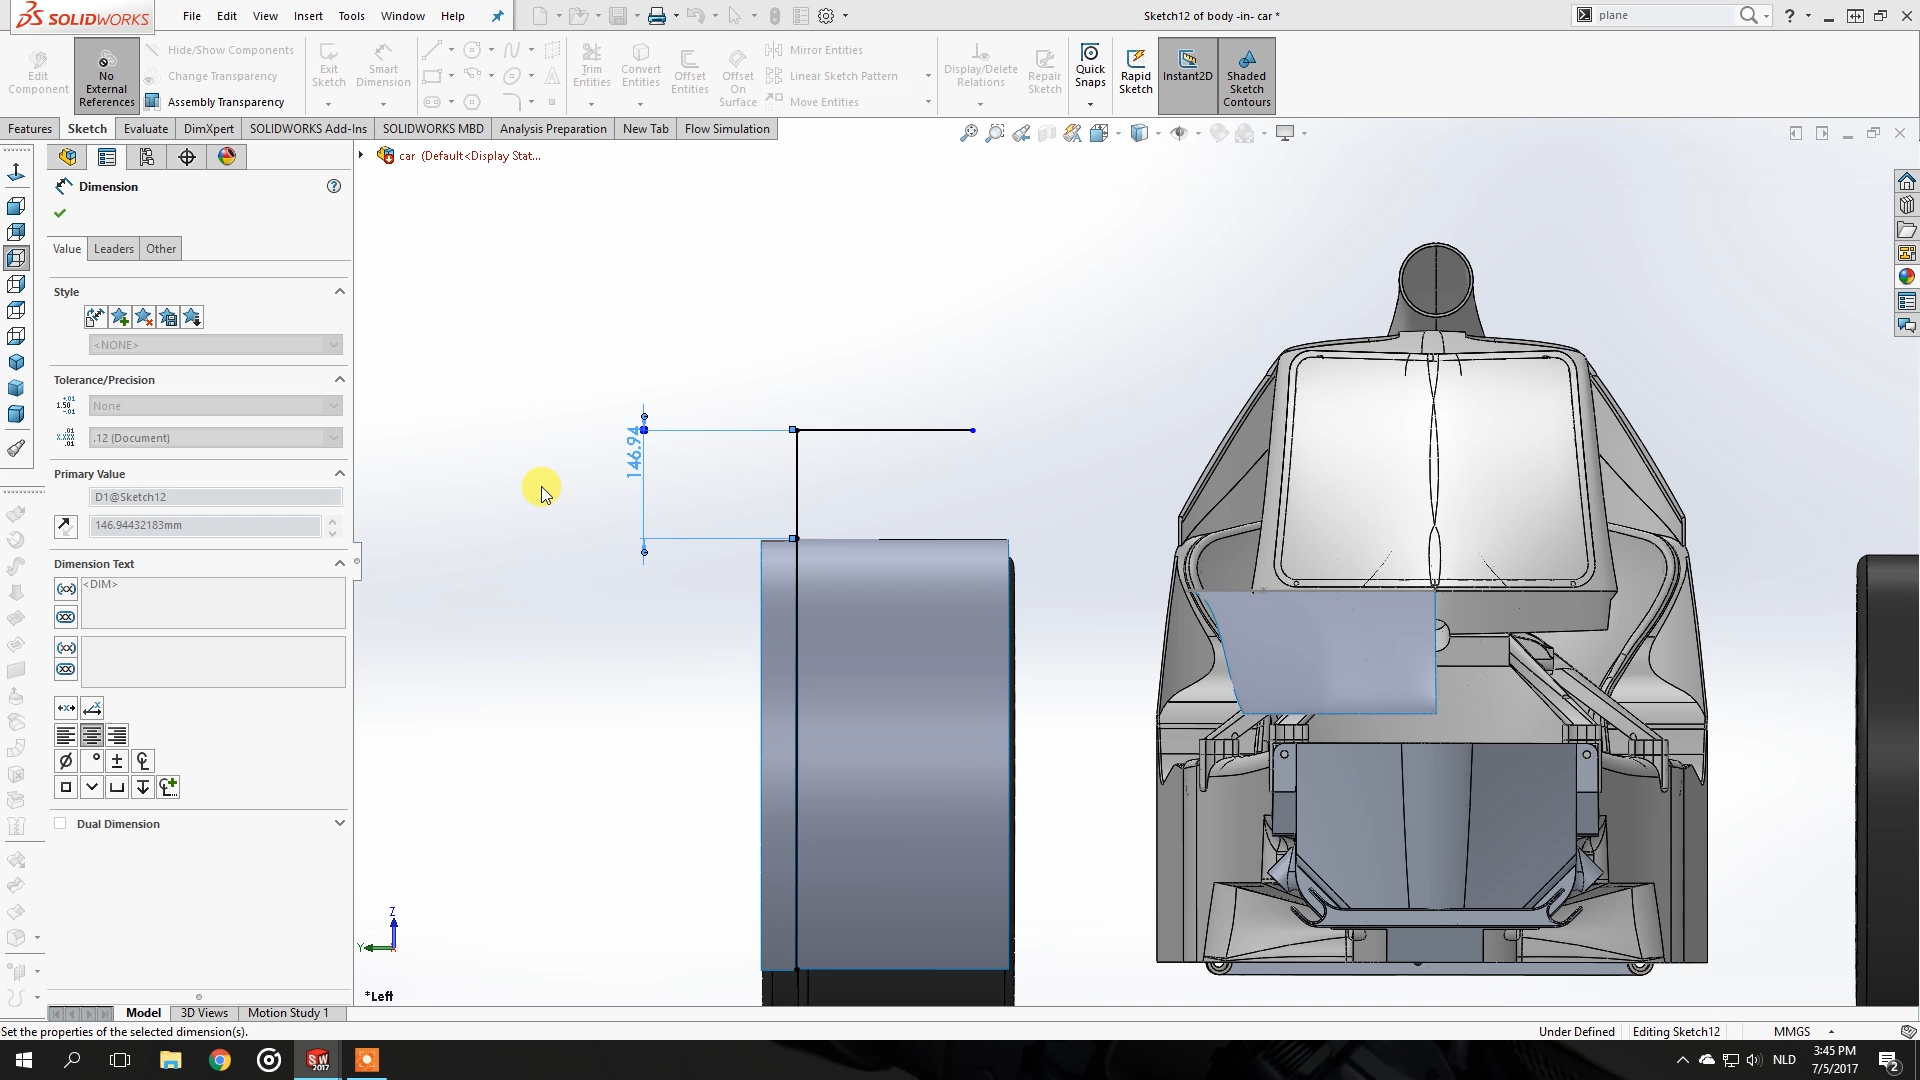 SOLIDWORKS File Edit View Insert Tools Window Help Sketch12 of body -in- car * plane ?
Edit Component
No External References
Hide/Show Components
Change Transparency
Assembly Transparency
Exit Sketch
Smart Dimension
Trim Entities
Convert Entities
Offset Entities
Offset On Surface
Mirror Entities
Linear Sketch Pattern
Move Entities
Display/Delete Relations
Repair Sketch
Quick Snaps
Rapid Sketch
Instant2D
Shaded Sketch Contours
Features Sketch Evaluate DimXpert SOLIDWORKS Add-Ins SOLIDWORKS MBD Analysis Preparation New Tab Flow Simulation
car (Default<Display Stat...
Dimension
Value Leaders Other
Style
<NONE>
Tolerance/Precision
None
.12 (Document)
Primary Value
D1@Sketch12
146.94432183mm
Dimension Text
<DIM>
Dual Dimension
146.94
Z
Y
*Left
Model 3D Views Motion Study 1
Set the properties of the selected dimension(s). Under Defined Editing Sketch12 MMGS
SW 2017 NLD 3:45 PM
7/5/2017 2